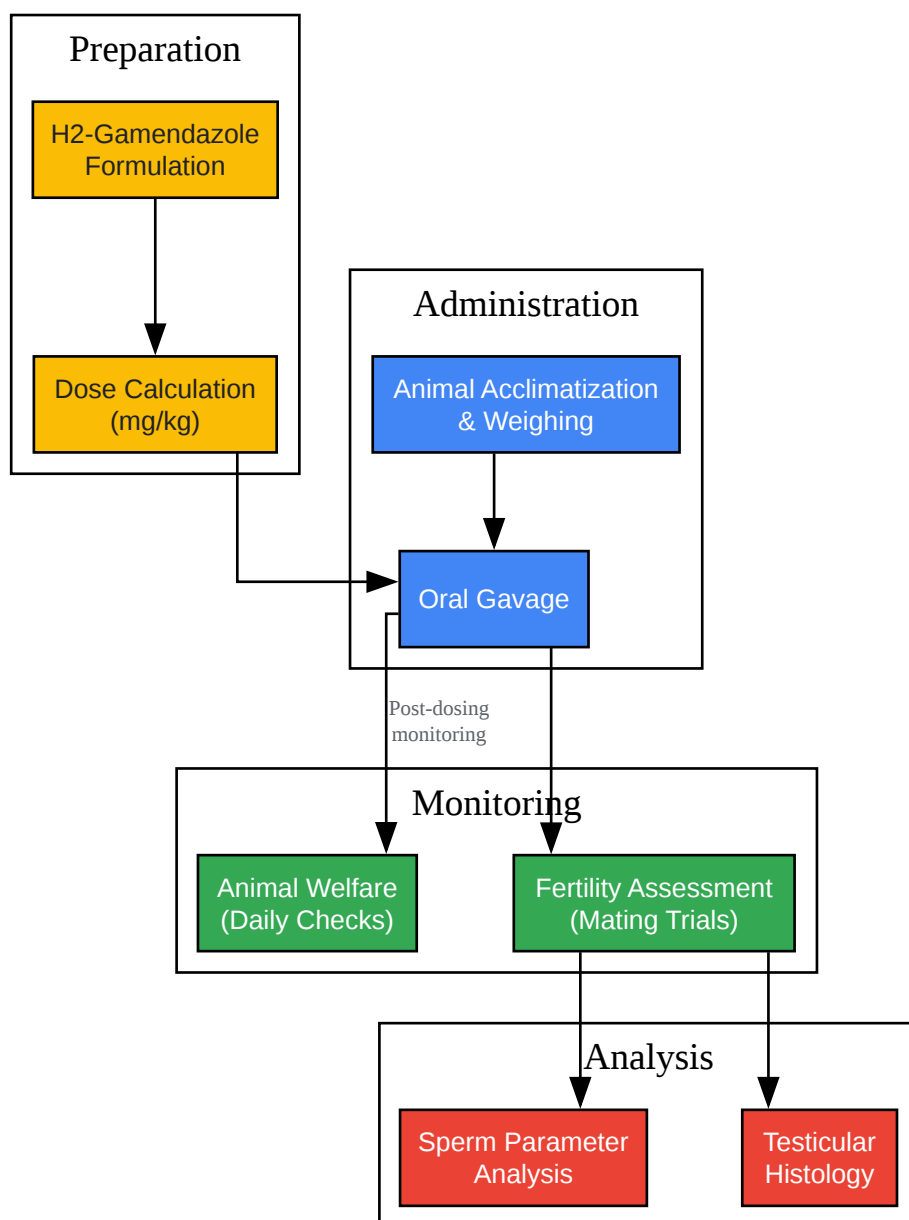 Preparation
H2-Gamendazole
Formulation
Dose Calculation
(mg/kg)
Administration
Animal Acclimatization
& Weighing
Oral Gavage
Post-dosing
monitoring
Monitoring
Animal Welfare
(Daily Checks)
Fertility Assessment
(Mating Trials)
Analysis
Sperm Parameter
Analysis
Testicular
Histology